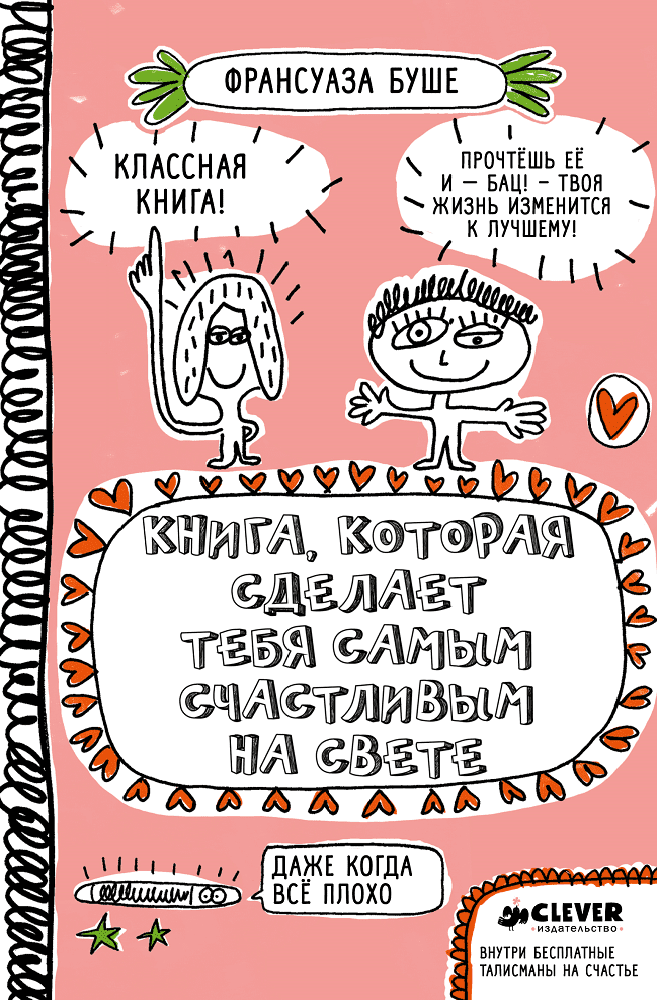 ФРАНСУАЗА БУШЕ
КЛАССНАЯ
КНИГА!
ПРОЧТЁШЬ ЕЁ
И – БАЦ! – ТВОЯ
ЖИЗНЬ ИЗМЕНИТСЯ
К ЛУЧШЕМУ!
КНИГА, КОТОРАЯ
СДЕЛАЕТ
ТЕБЯ САМЫМ
СЧАСТЛИВЫМ
НА СВЕТЕ
ДАЖЕ КОГДА
ВСЁ ПЛОХО
CLEVER
• ИЗДАТЕЛЬСТВО •
ВНУТРИ БЕСПЛАТНЫЕ
ТАЛИСМАНЫ НА СЧАСТЬЕ